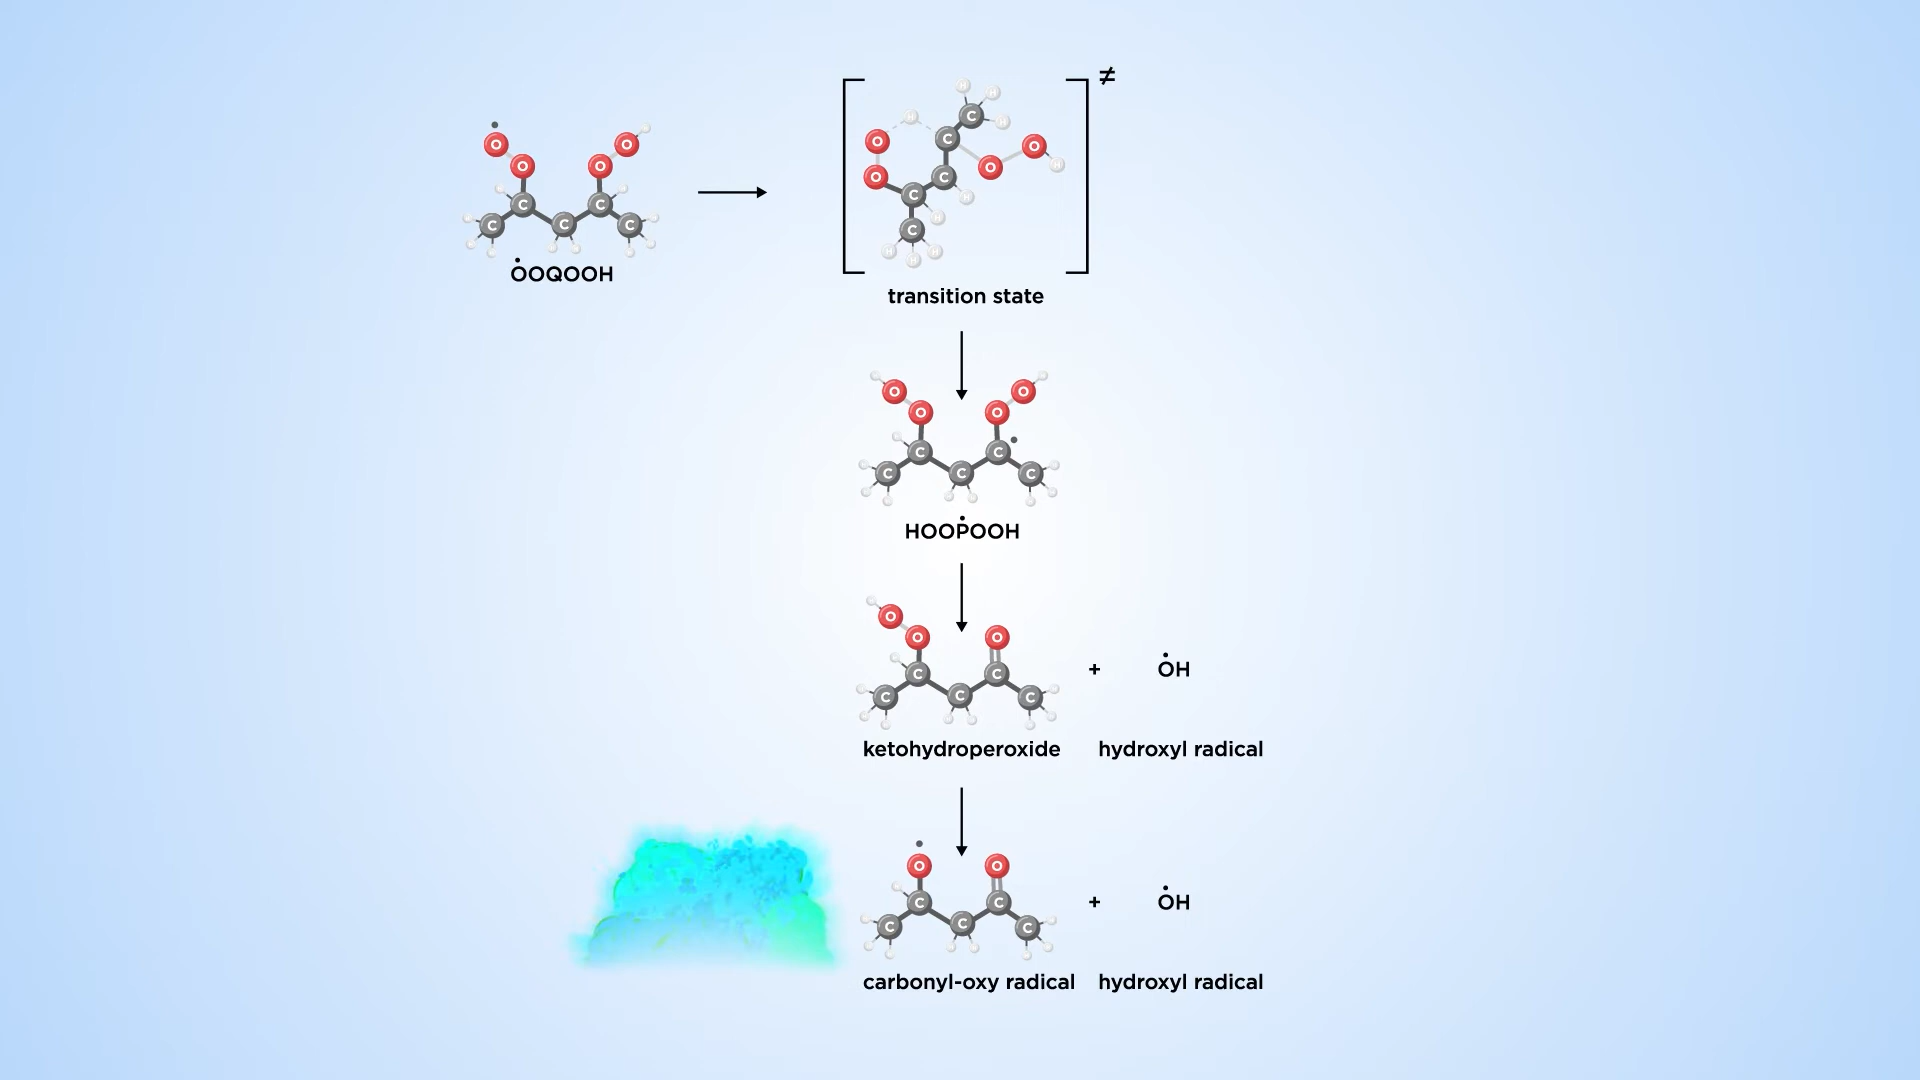 ≠
ȮOQOOH
transition state
HOOṖOOH
+ ȮH
ketohydroperoxide hydroxyl radical
+ ȮH
carbonyl-oxy radical hydroxyl radical